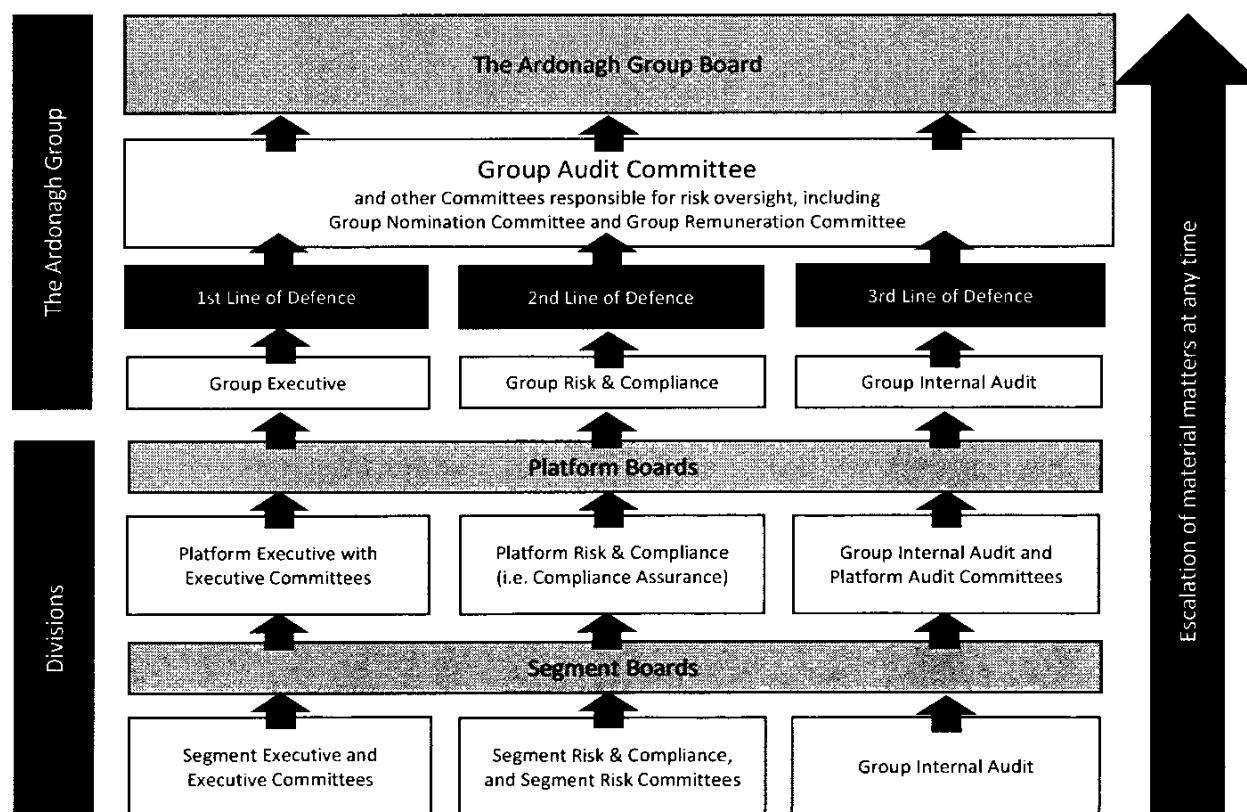 The Ardonagh Group Board
The Ardonagh Group
Group Audit Committee
and other Committees responsible for risk oversight, including
Group Nomination Committee and Group Remuneration Committee
1st Line of Defence
2nd Line of Defence
3rd Line of Defence
Group Executive
Group Risk & Compliance
Group Internal Audit
Escalation of material matters at any time
Divisions
Platform Boards
Platform Executive with
Executive Committees
Platform Risk & Compliance
(i.e. Compliance Assurance)
Group Internal Audit and
Platform Audit Committees
Segment Boards
Segment Executive and
Executive Committees
Segment Risk & Compliance,
and Segment Risk Committees
Group Internal Audit